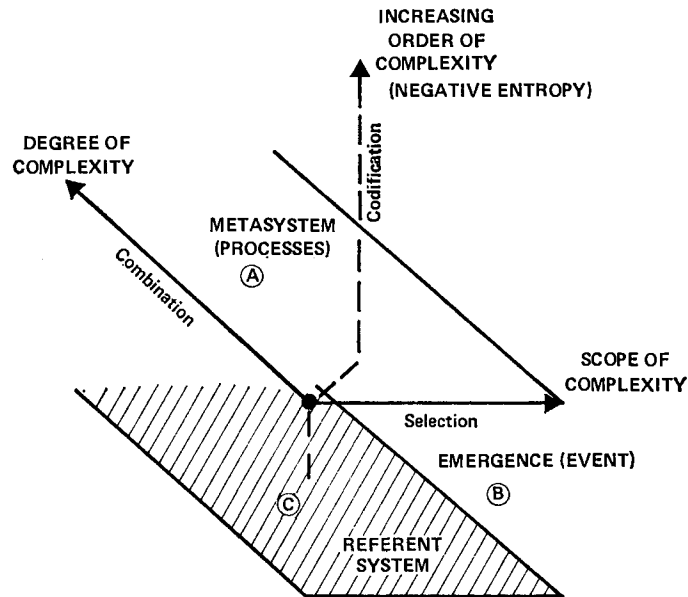 INCREASING
ORDER OF
COMPLEXITY
(NEGATIVE ENTROPY)
DEGREE OF
COMPLEXITY
Codification
METASYSTEM
(PROCESSES)
A
Combination
SCOPE OF
COMPLEXITY
Selection
EMERGENCE (EVENT)
B
C
REFERENT
SYSTEM